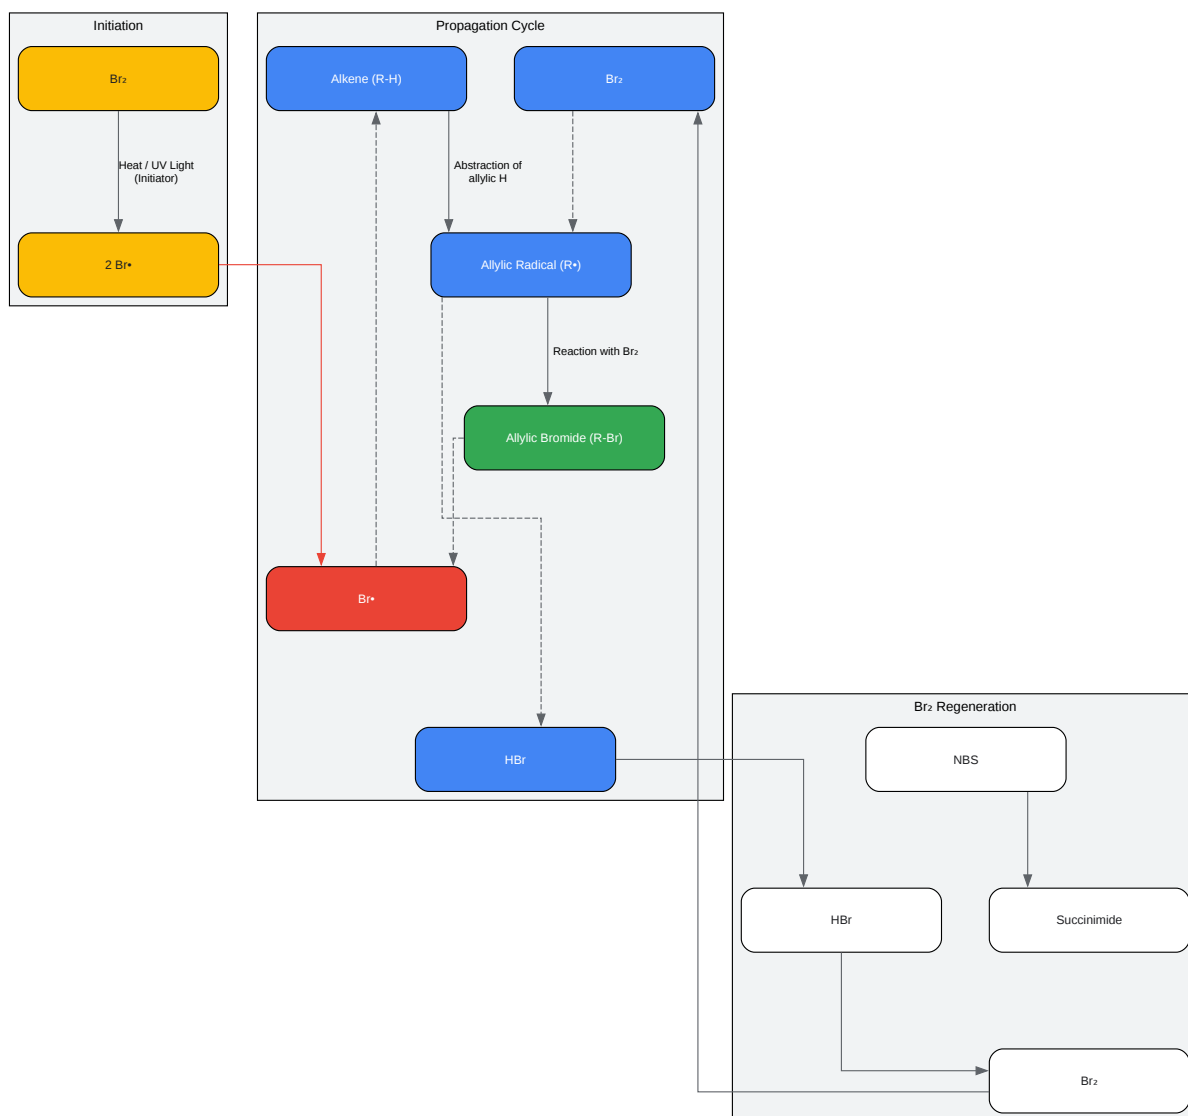 Initiation
Br₂
Heat / UV Light
(Initiator)
2 Br•
Propagation Cycle
Alkene (R-H)
Br₂
Abstraction of
allylic H
Allylic Radical (R•)
Reaction with Br₂
Allylic Bromide (R-Br)
Br•
HBr
Br₂ Regeneration
NBS
HBr
Succinimide
Br₂